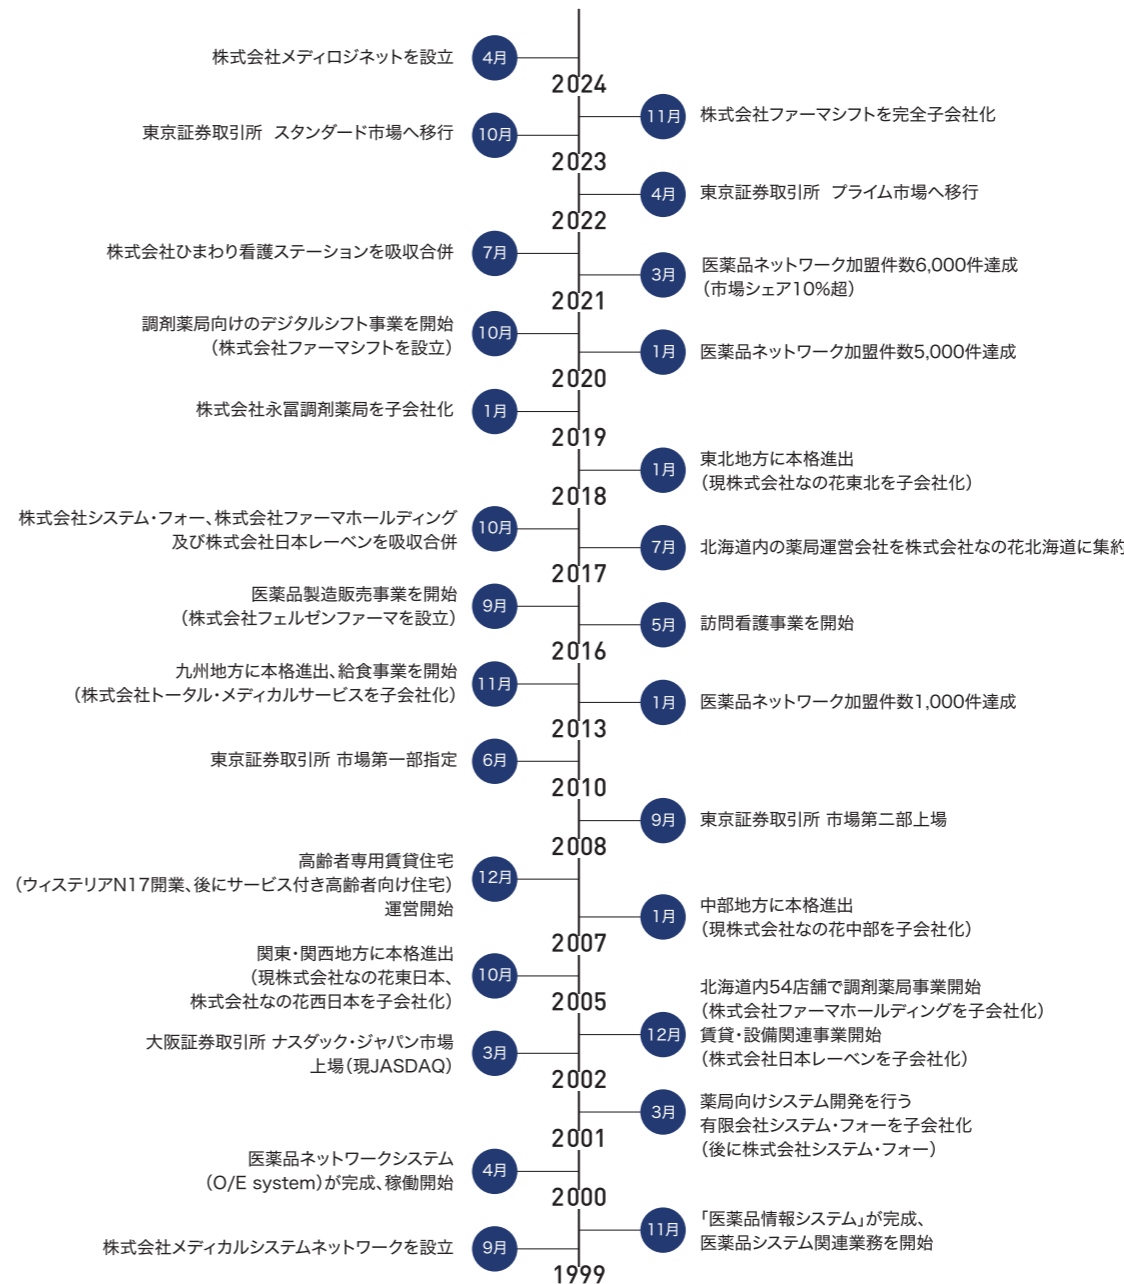 株式会社メディロジネットを設立
4月
2024
11月
株式会社ファーマシフトを完全子会社化
東京証券取引所 スタンダード市場へ移行
10月
2023
4月
東京証券取引所 プライム市場へ移行
2022
株式会社ひまわり看護ステーションを吸収合併
7月
3月
医薬品ネットワーク加盟件数6,000件達成
（市場シェア10%超）
2021
調剤薬局向けのデジタルシフト事業を開始
（株式会社ファーマシフトを設立）
10月
1月
医薬品ネットワーク加盟件数5,000件達成
2020
株式会社永冨調剤薬局を子会社化
1月
2019
1月
東北地方に本格進出
（現株式会社なの花東北を子会社化）
2018
株式会社システム・フォー、株式会社ファーマホールディング
及び株式会社日本レーベンを吸収合併
10月
7月
北海道内の薬局運営会社を株式会社なの花北海道に集約
2017
医薬品製造販売事業を開始
（株式会社フェルゼンファーマを設立）
9月
5月
訪問看護事業を開始
2016
九州地方に本格進出、給食事業を開始
（株式会社トータル・メディカルサービスを子会社化）
11月
1月
医薬品ネットワーク加盟件数1,000件達成
2013
東京証券取引所 市場第一部指定
6月
2010
9月
東京証券取引所 市場第二部上場
2008
高齢者専用賃貸住宅
（ウィステリアN17開業、後にサービス付き高齢者向け住宅）
運営開始
12月
1月
中部地方に本格進出
（現株式会社なの花中部を子会社化）
2007
関東・関西地方に本格進出
（現株式会社なの花東日本、
株式会社なの花西日本を子会社化）
10月
2005
北海道内54店舗で調剤薬局事業開始
（株式会社ファーマホールディングを子会社化）
賃貸・設備関連事業開始
（株式会社日本レーベンを子会社化）
12月
大阪証券取引所 ナスダック・ジャパン市場
上場（現JASDAQ）
3月
2002
3月
薬局向けシステム開発を行う
有限会社システム・フォーを子会社化
（後に株式会社システム・フォー）
2001
医薬品ネットワークシステム
（O/E system）が完成、稼働開始
4月
2000
11月
「医薬品情報システム」が完成、
医薬品システム関連業務を開始
株式会社メディカルシステムネットワークを設立
9月
1999